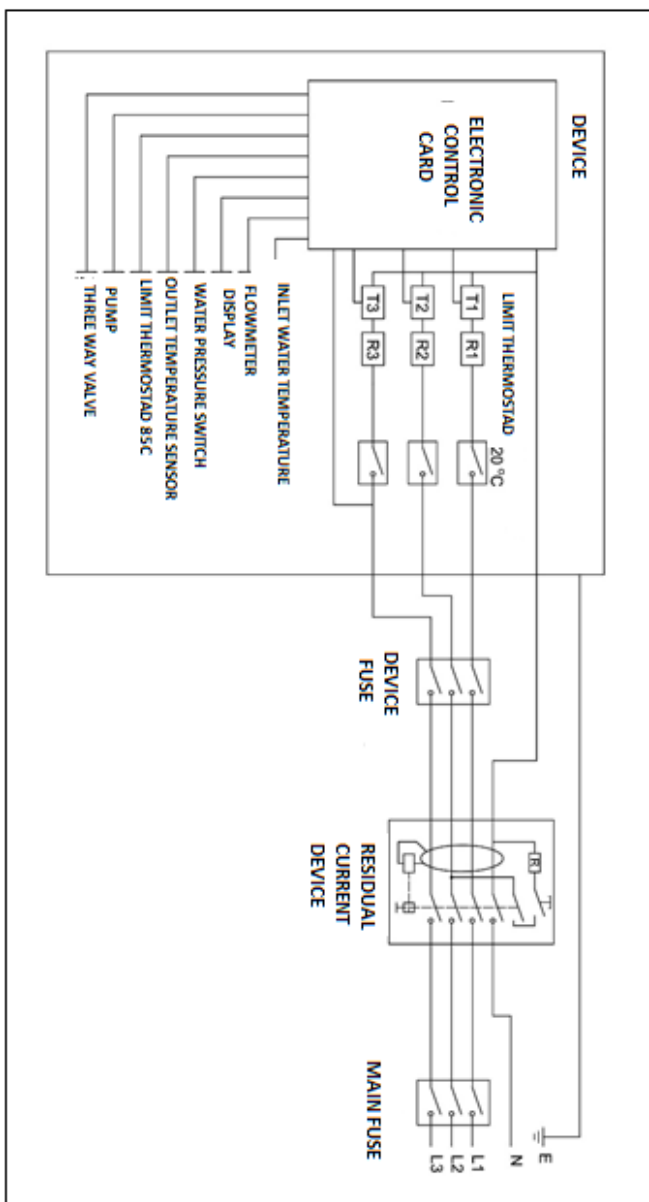 DEVICE
ELECTRONIC
CONTROL
CARD
LIMIT THERMOSTAD
20 °C
T1
R1
T2
R2
T3
R3
INLET WATER TEMPERATURE
FLOWMETER
DISPLAY
WATER PRESSURE SWITCH
OUTLET TEMPERATURE SENSOR
LIMIT THERMOSTAD 85C
PUMP
THREE WAY VALVE
DEVICE
FUSE
R
RESIDUAL
CURRENT
DEVICE
MAIN FUSE
E
N
L1
L2
L3